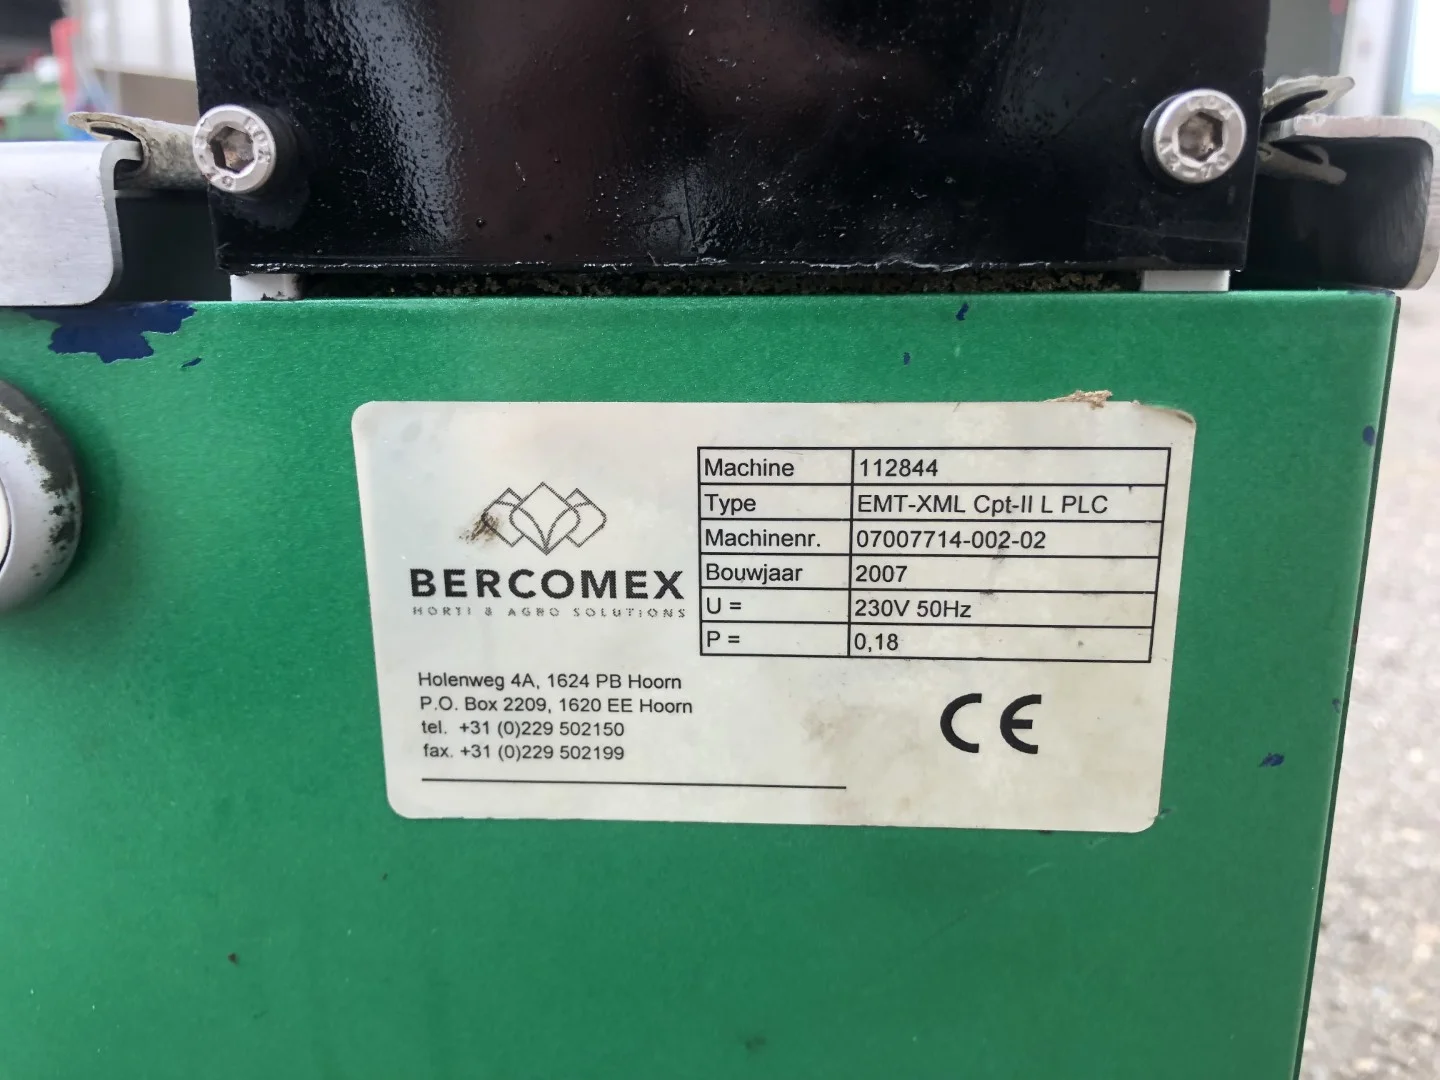 BERCOMEX
HORTI & AGRO SOLUTIONS
Machine 112844
Type EMT-XML Cpt-II L PLC
Machinenr. 07007714-002-02
Bouwjaar 2007
U = 230V 50Hz
P = 0,18
Holenweg 4A, 1624 PB Hoorn
P.O. Box 2209, 1620 EE Hoorn
tel. +31 (0)229 502150
fax. +31 (0)229 502199
CE